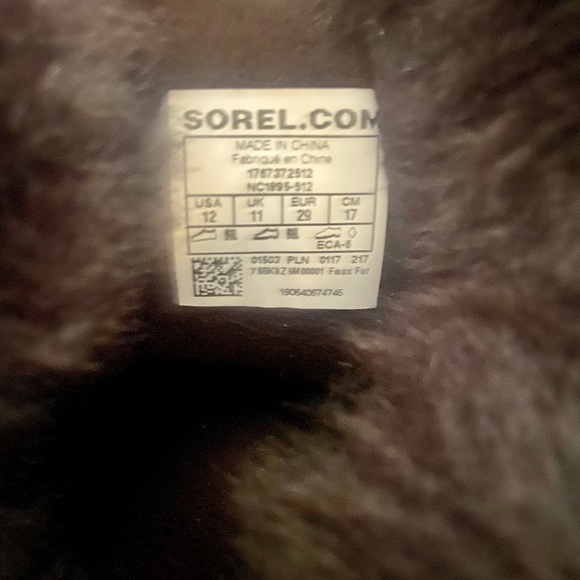 SOREL.COM
MADE IN CHINA
Fabriqué en Chine
1767372512
NC1895-512
USA UK EUR CM
12 11 29 17
ECA-6
01503 PLN 0117 217
Faux Fur
190640674746